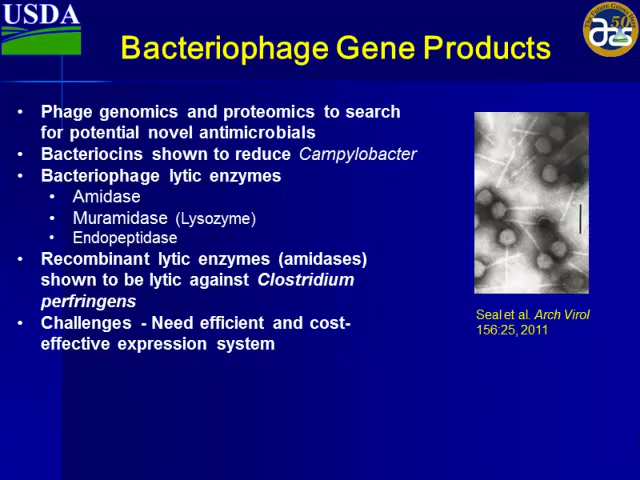 USDA
Bacteriophage Gene Products
50
ars
• Phage genomics and proteomics to search
for potential novel antimicrobials
• Bacteriocins shown to reduce Campylobacter
• Bacteriophage lytic enzymes
• Amidase
• Muramidase (Lysozyme)
• Endopeptidase
• Recombinant lytic enzymes (amidases)
shown to be lytic against Clostridium
perfringens
• Challenges - Need efficient and cost-
effective expression system
Seal et al. Arch Virol
156:25, 2011